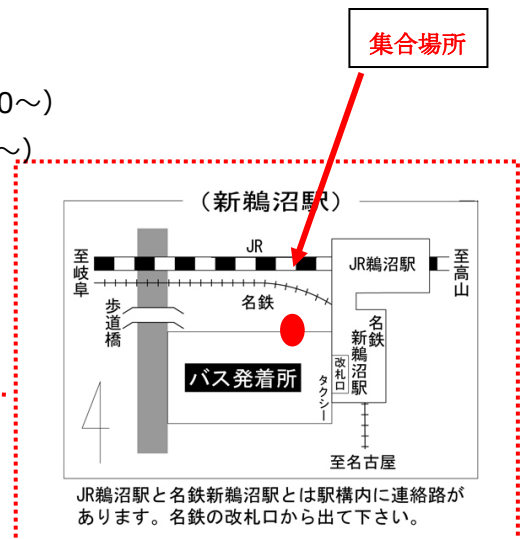 集合場所
0～)
～)
（新鵜沼駅）
JR
JR鵜沼駅
至岐阜
至高山
名鉄
歩道橋
名鉄
新鵜沼駅
改札口
バス発着所
タクシー
至名古屋
JR鵜沼駅と名鉄新鵜沼駅とは駅構内に連絡路が
あります。名鉄の改札口から出て下さい。